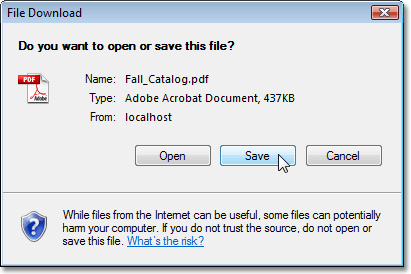 File Download
Do you want to open or save this file?
PDF
Adobe
Name: Fall_Catalog.pdf
Type: Adobe Acrobat Document, 437KB
From: localhost
Open Save Cancel
While files from the Internet can be useful, some files can potentially
harm your computer. If you do not trust the source, do not open or
save this file. What's the risk?